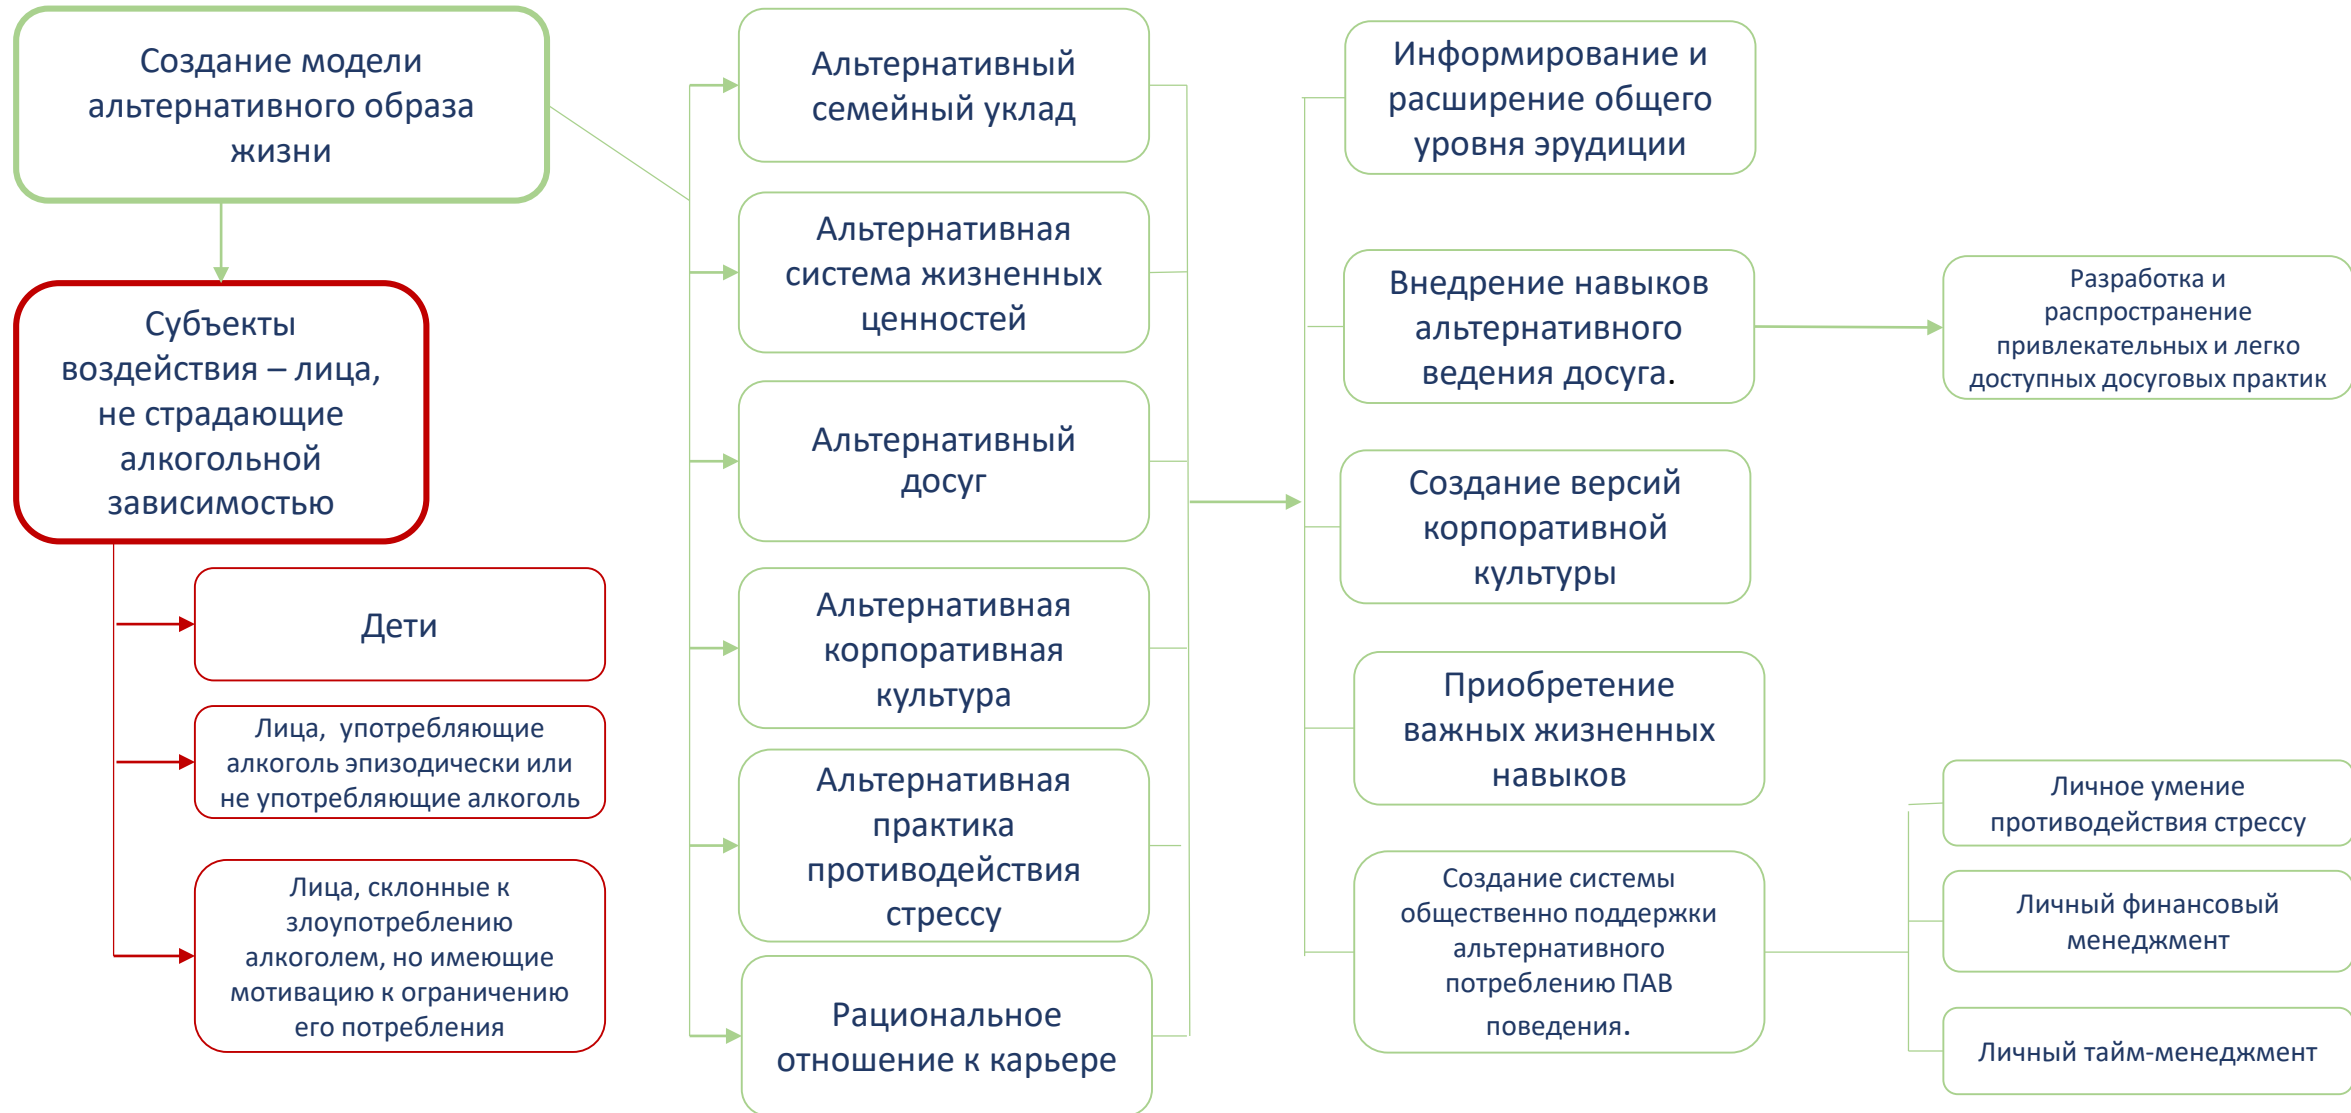 Создание модели
альтернативного образа
жизни
Субъекты
воздействия – лица,
не страдающие
алкогольной
зависимостью
Дети
Лица, употребляющие
алкоголь эпизодически или
не употребляющие алкоголь
Лица, склонные к
злоупотреблению
алкоголем, но имеющие
мотивацию к ограничению
его потребления
Альтернативный
семейный уклад
Альтернативная
система жизненных
ценностей
Альтернативный
досуг
Альтернативная
корпоративная
культура
Альтернативная
практика
противодействия
стрессу
Рациональное
отношение к карьере
Информирование и
расширение общего
уровня эрудиции
Внедрение навыков
альтернативного
ведения досуга.
Создание версий
корпоративной
культуры
Приобретение
важных жизненных
навыков
Создание системы
общественно поддержки
альтернативного
потреблению ПАВ
поведения.
Разработка и
распространение
привлекательных и легко
доступных досуговых практик
Личное умение
противодействия стрессу
Личный финансовый
менеджмент
Личный тайм-менеджмент